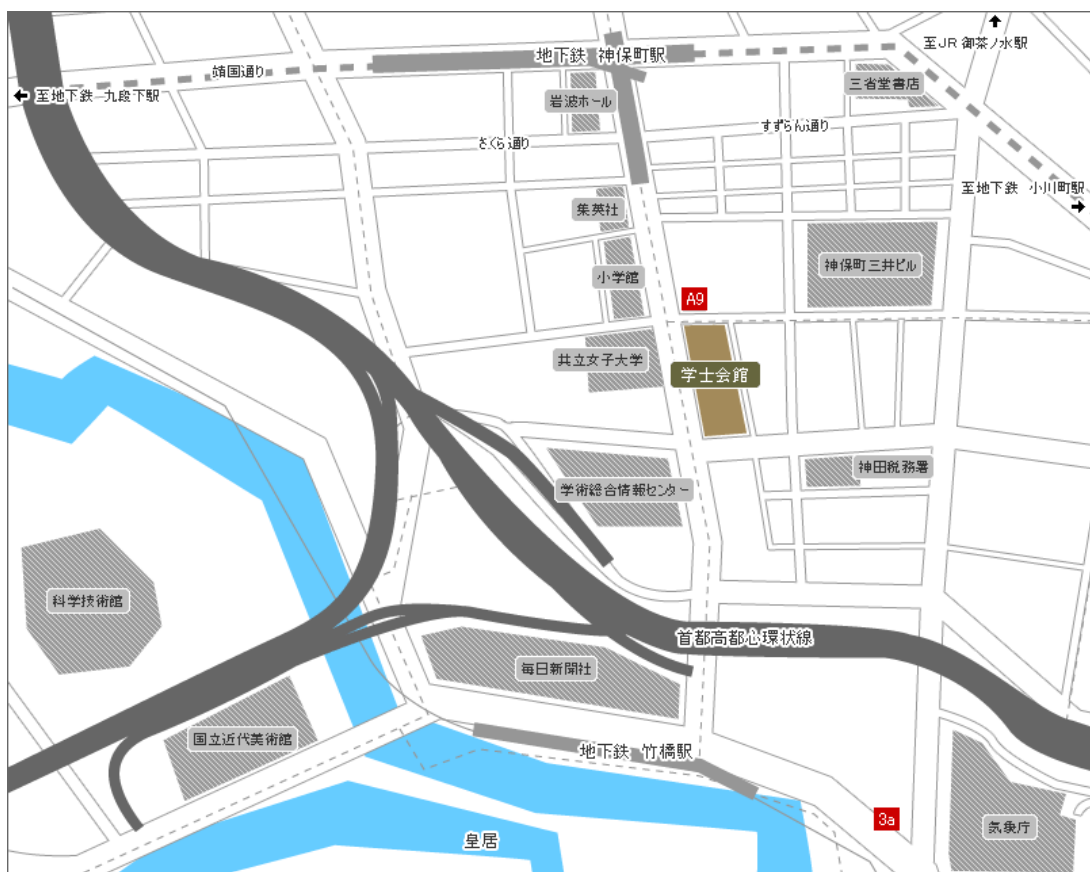 至JR 御茶ノ水駅
地下鉄 神保町駅
靖国通り
至地下鉄 九段下駅
三省堂書店
岩波ホール
すずらん通り
さくら通り
至地下鉄 小川町駅
集英社
神保町三井ビル
小学館
A9
共立女子大学
学士会館
神田税務署
学術総合情報センター
科学技術館
首都高都心環状線
毎日新聞社
国立近代美術館
地下鉄 竹橋駅
3a
気象庁
皇居